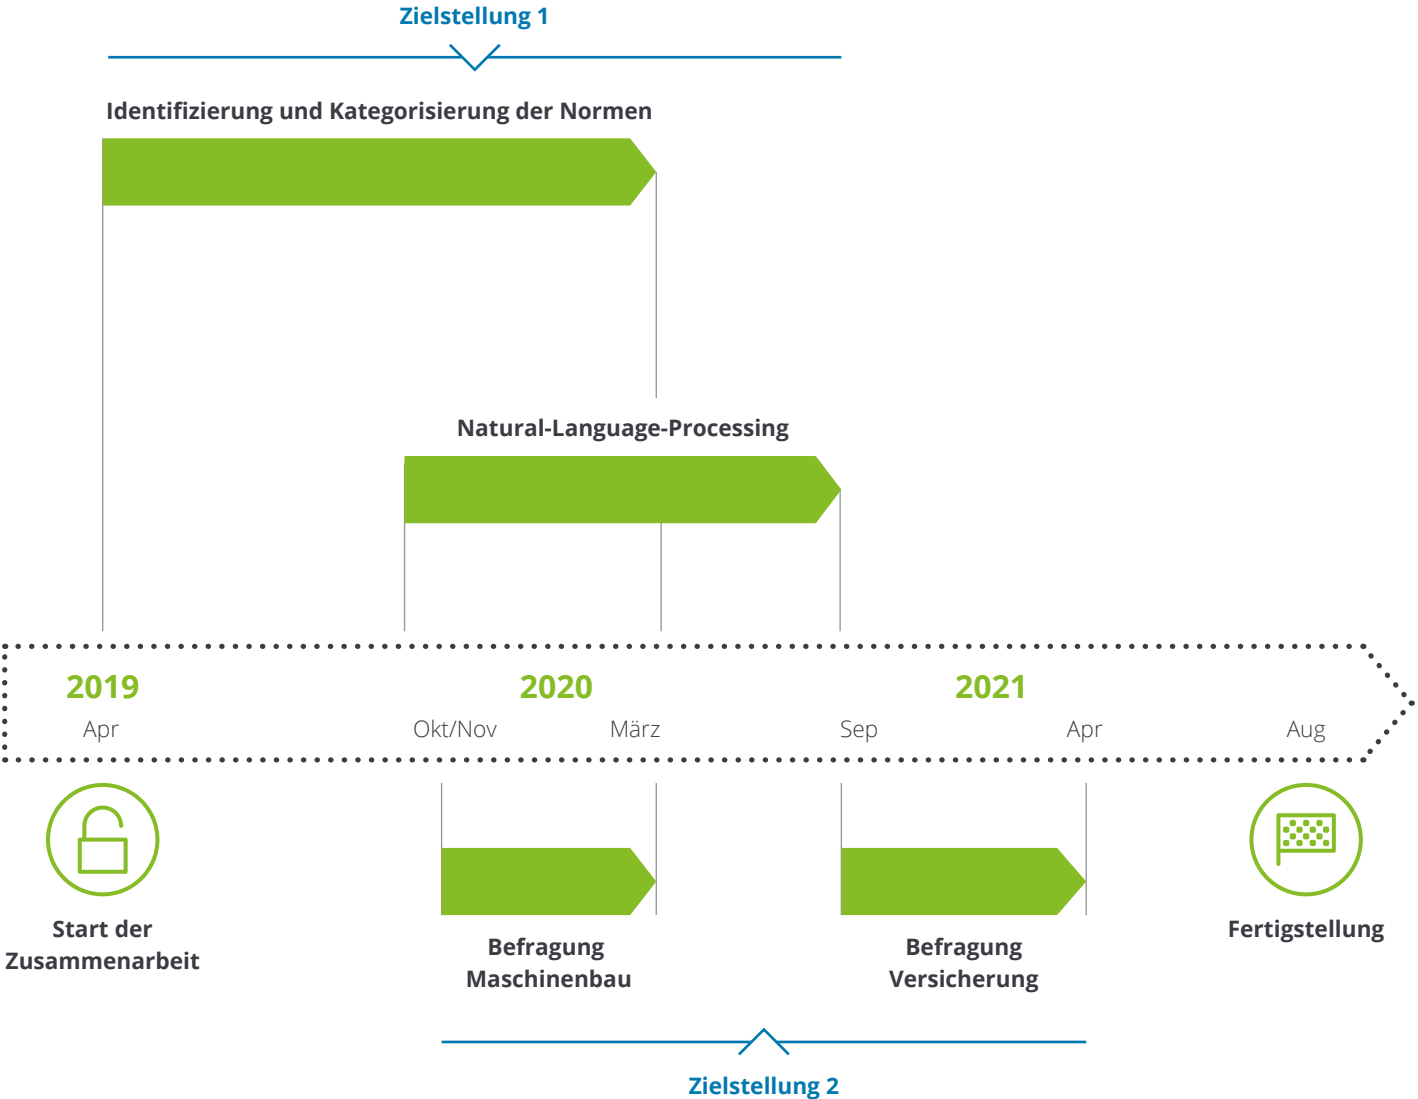 Zielstellung 1
Identifizierung und Kategorisierung der Normen
Natural-Language-Processing
2019
2020
2021
Apr
Okt/Nov
März
Sep
Apr
Aug
Start der
Zusammenarbeit
Befragung
Maschinenbau
Befragung
Versicherung
Fertigstellung
Zielstellung 2